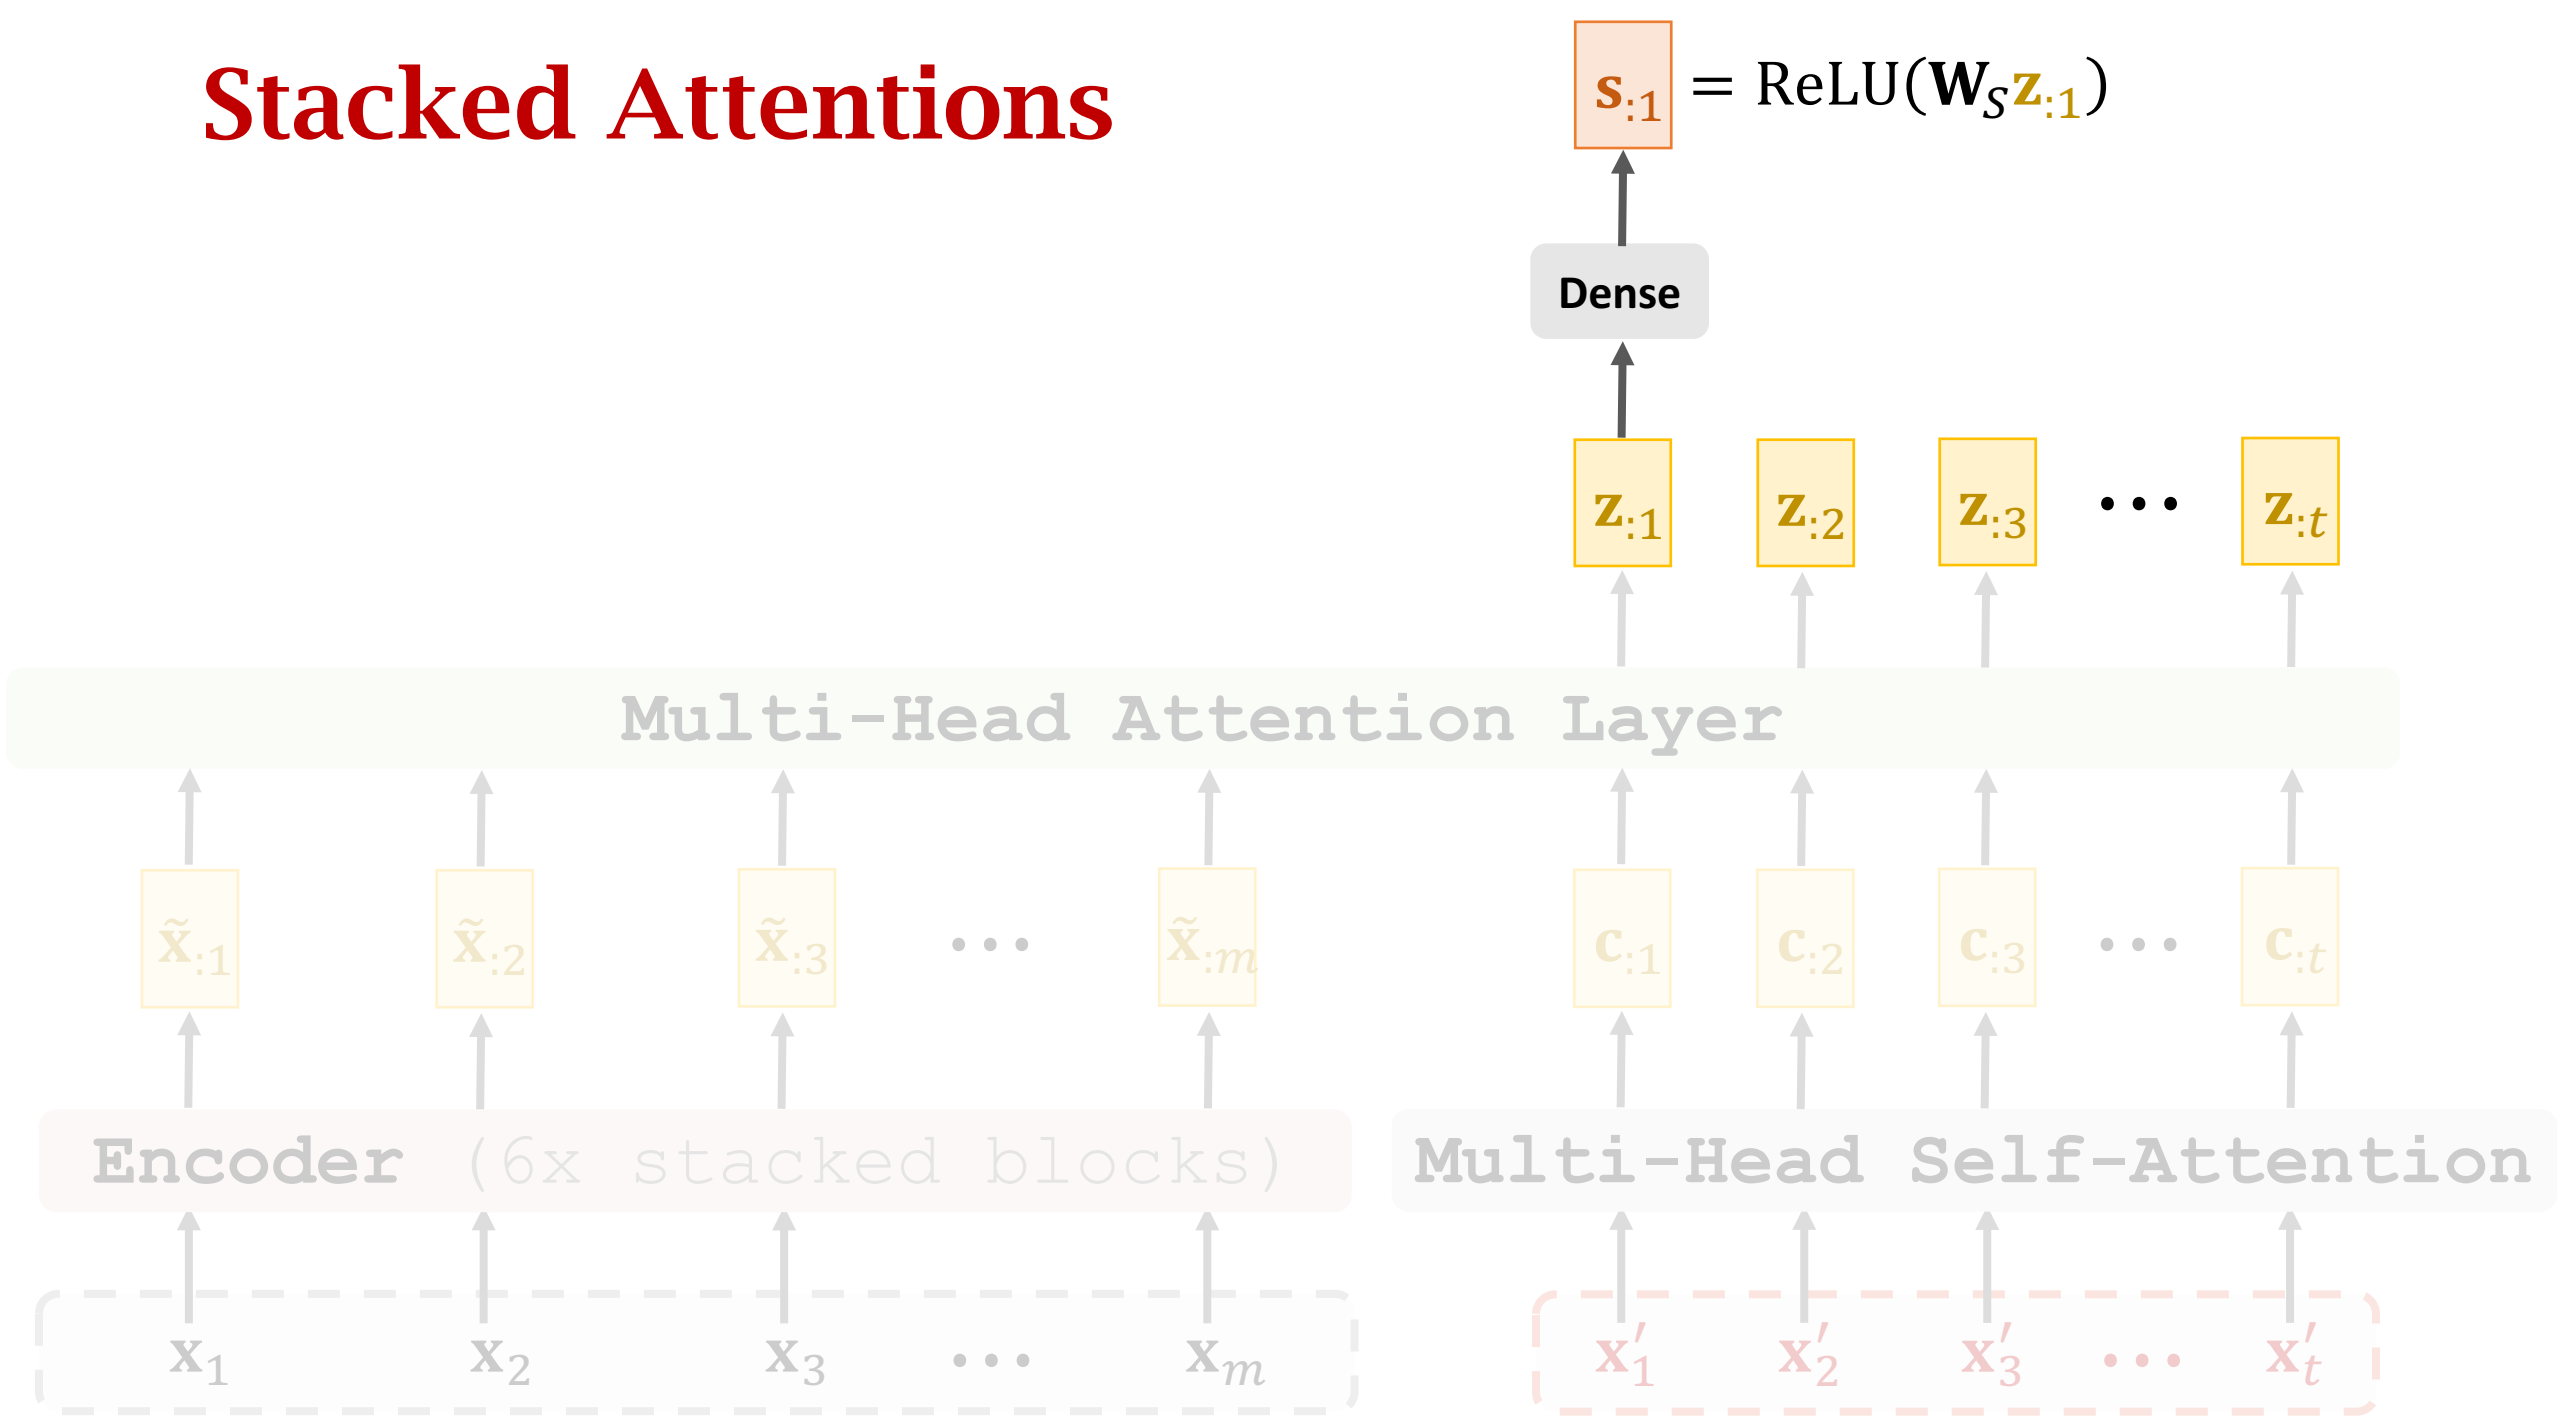 Stacked Attentions
s:1 = ReLU(W_S z:1)
Dense
z:1 z:2 z:3 ⋯ z:t
Multi-Head Attention Layer
x̃:1 x̃:2 x̃:3 ⋯ x̃:m c:1 c:2 c:3 ⋯ c:t
Encoder (6x stacked blocks) Multi-Head Self-Attention
x₁ x₂ x₃ ⋯ xₘ x′₁ x′₂ x′₃ ⋯ x′ₜ